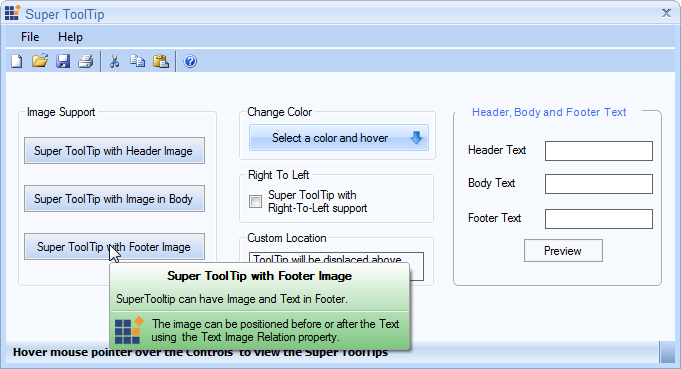 Super ToolTip
File Help
Image Support
Super ToolTip with Header Image
Super ToolTip with Image in Body
Super ToolTip with Footer Image
Change Color
Select a color and hover
Right To Left
Super ToolTip with
Right-To-Left support
Custom Location
ToolTip will be displaced above
Header, Body and Footer Text
Header Text
Body Text
Footer Text
Preview
Super ToolTip with Footer Image
SuperTooltip can have Image and Text in Footer.
The image can be positioned before or after the Text
using the Text Image Relation property.
Hover mouse pointer over the Controls to view the Super ToolTips